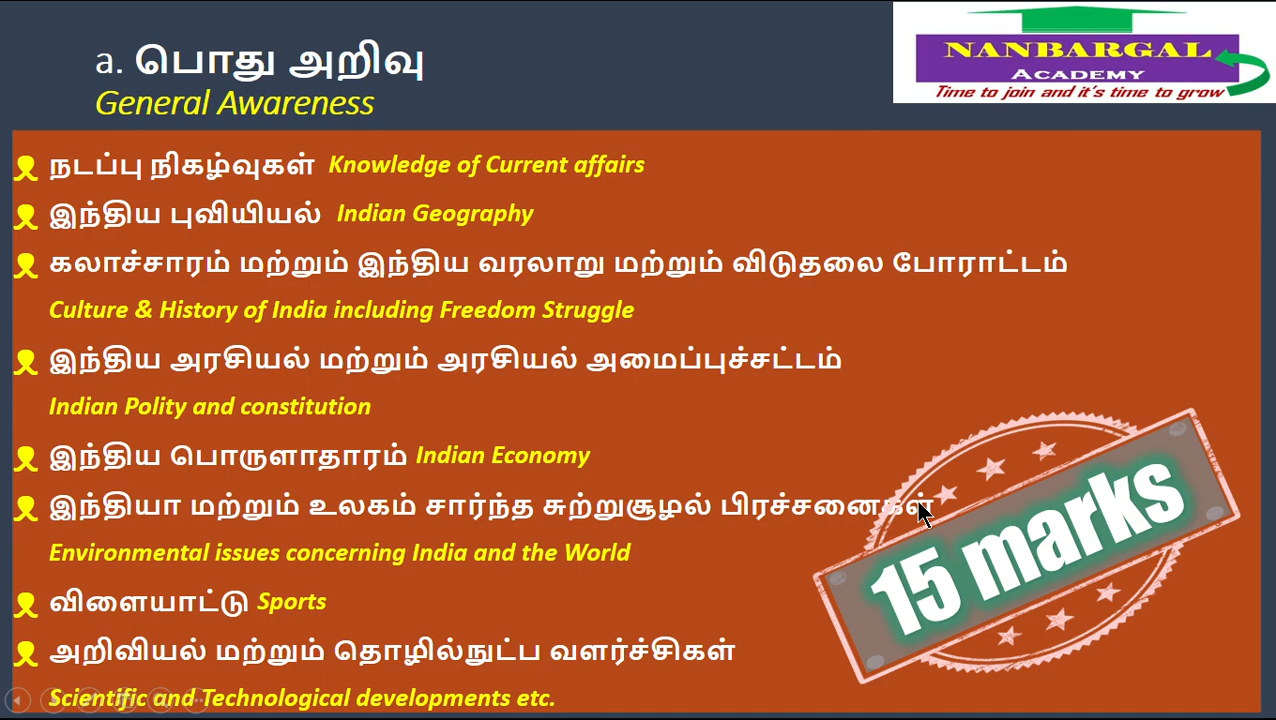 a. பொது அறிவு
General Awareness
NANBARGAL
ACADEMY
Time to join and it's time to grow
நடப்பு நிகழ்வுகள் Knowledge of Current affairs
இந்திய புவியியல் Indian Geography
கலாச்சாரம் மற்றும் இந்திய வரலாறு மற்றும் விடுதலை போராட்டம்
Culture & History of India including Freedom Struggle
இந்திய அரசியல் மற்றும் அரசியல் அமைப்புச்சட்டம்
Indian Polity and constitution
இந்திய பொருளாதாரம் Indian Economy
இந்தியா மற்றும் உலகம் சார்ந்த சுற்றுசூழல் பிரச்சனைகள்
Environmental issues concerning India and the World
விளையாட்டு Sports
அறிவியல் மற்றும் தொழில்நுட்ப வளர்ச்சிகள்
Scientific and Technological developments etc.
15 marks